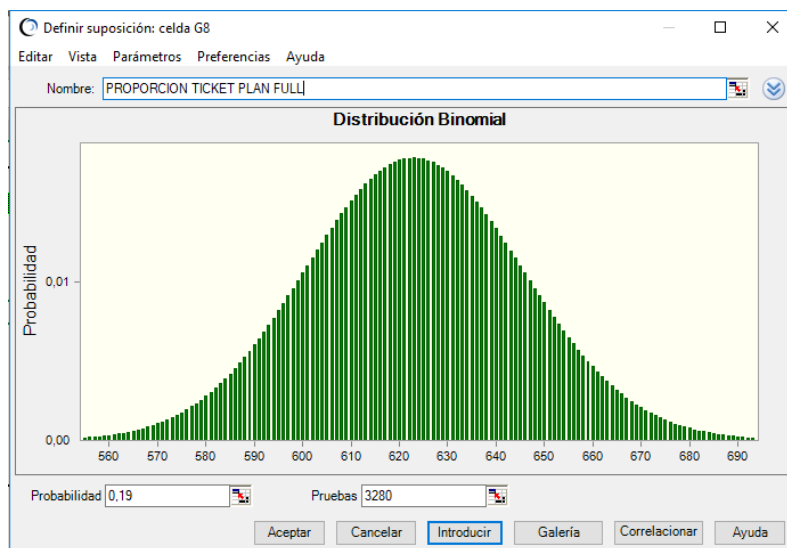 Definir suposición: celda G8
Editar Vista Parámetros Preferencias Ayuda
Nombre: PROPORCION TICKET PLAN FULL
Distribución Binomial
Probabilidad
0,01
0,00
560 570 580 590 600 610 620 630 640 650 660 670 680 690
Probabilidad 0,19 Pruebas 3280
Aceptar Cancelar Introducir Galería Correlacionar Ayuda